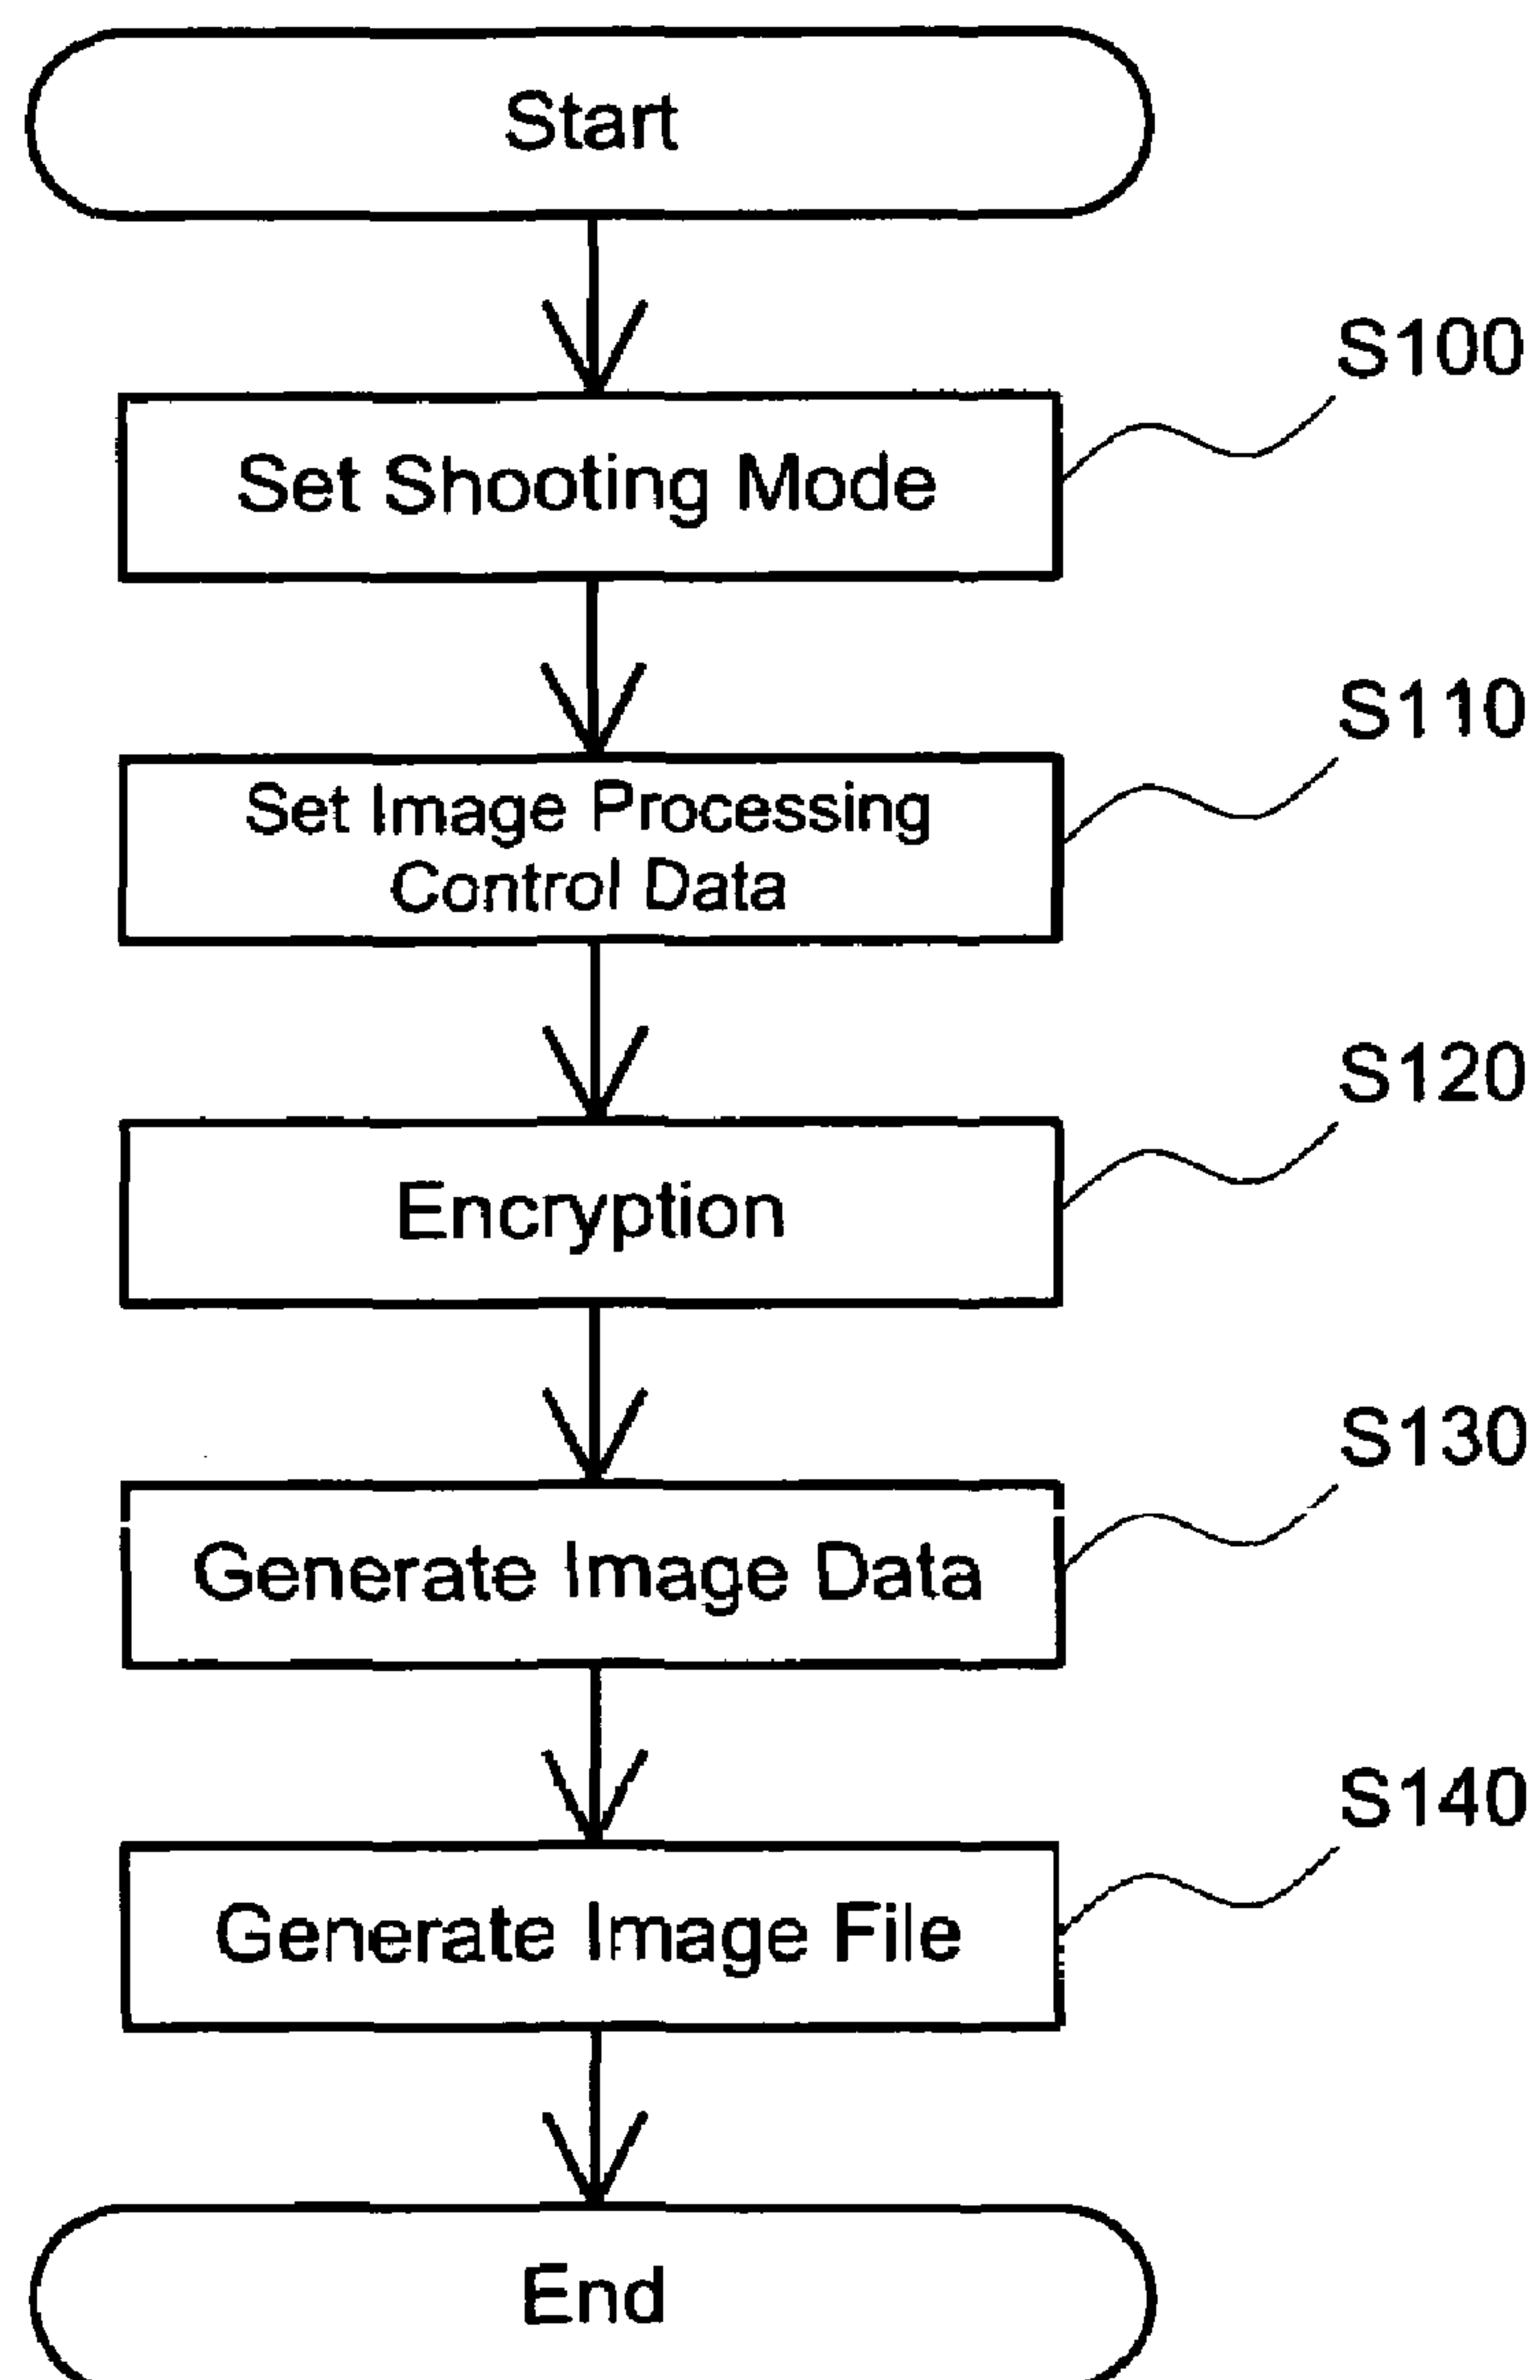 Start
S100
Set Shooting Mode
S110
Set Image Processing
Control Data
S120
Encryption
S130
Generate Image Data
S140
Generate Image File
End